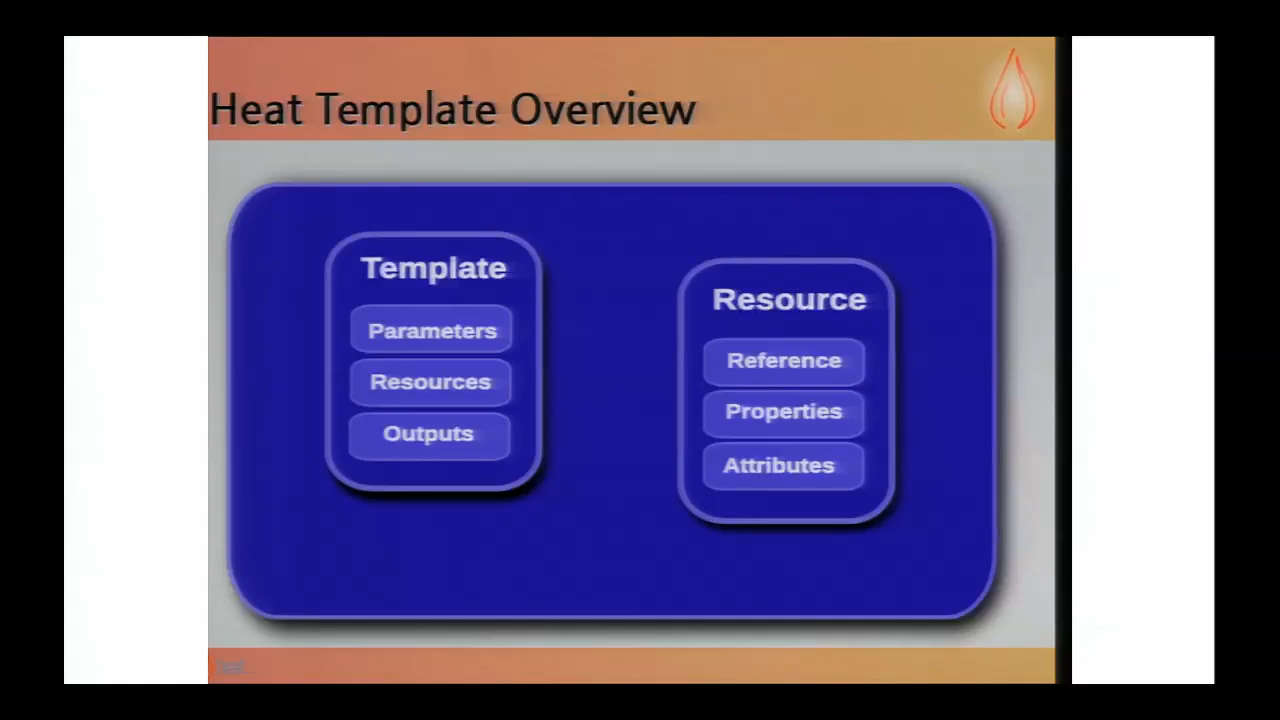 Heat Template Overview
Template
Parameters
Resources
Outputs
Resource
Reference
Properties
Attributes